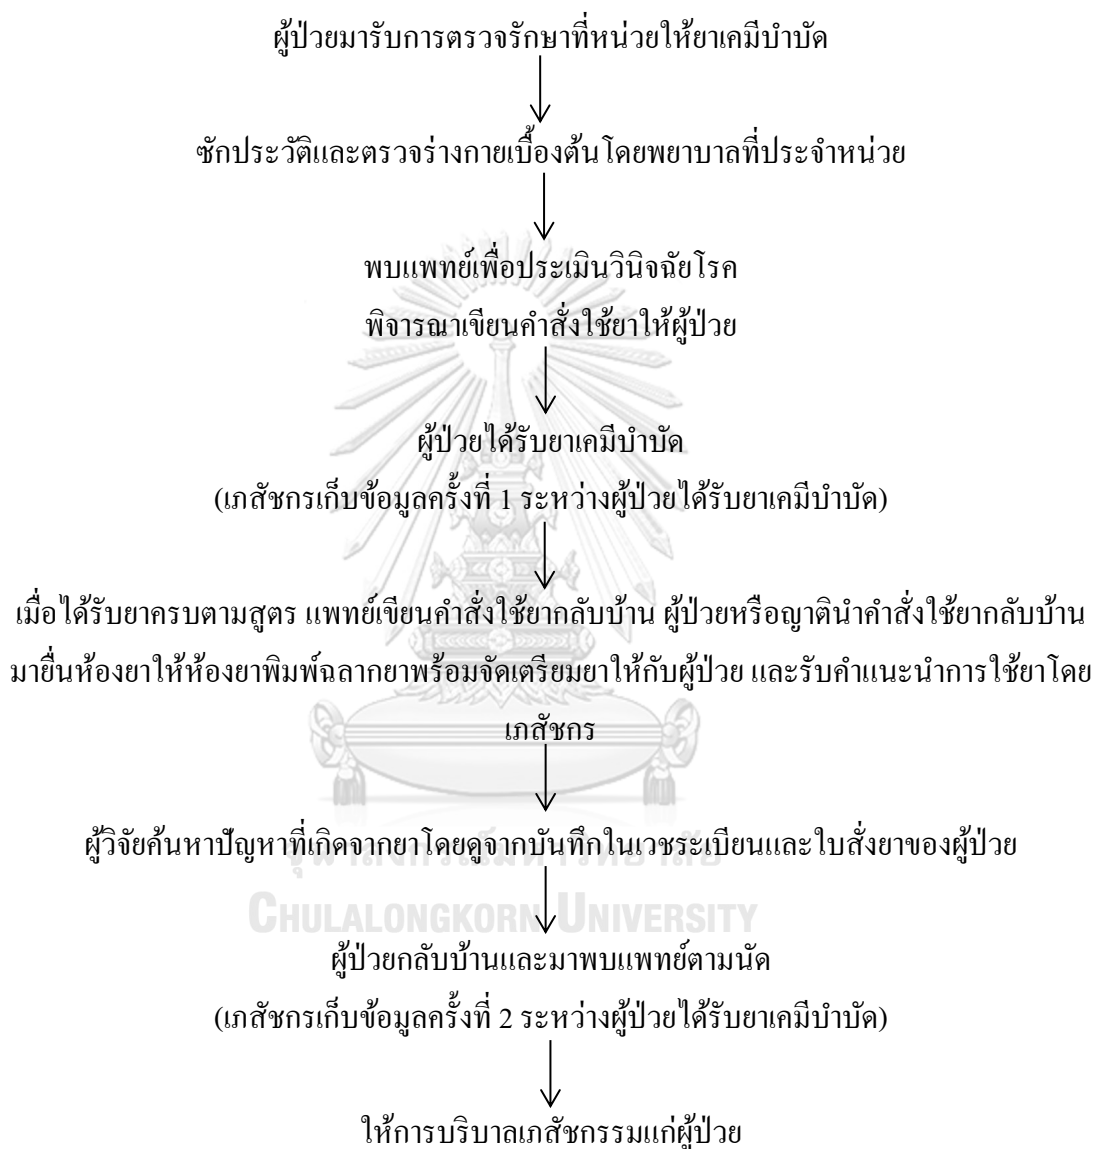 ผู้ป่วยมารับการตรวจรักษาที่หน่วยให้ยาเคมีบำบัด
ซักประวัติและตรวจร่างกายเบื้องต้นโดยพยาบาลที่ประจำหน่วย
พบแพทย์เพื่อประเมินวินิจฉัยโรค
พิจารณาเขียนคำสั่งใช้ยาให้ผู้ป่วย
ผู้ป่วยได้รับยาเคมีบำบัด
(เภสัชกรเก็บข้อมูลครั้งที่ 1 ระหว่างผู้ป่วยได้รับยาเคมีบำบัด)
เมื่อได้รับยาครบตามสูตร แพทย์เขียนคำสั่งใช้ยากลับบ้าน ผู้ป่วยหรือญาตินำคำสั่งใช้ยากลับบ้าน
มายื่นห้องยาให้ห้องยาพิมพ์ฉลากยาพร้อมจัดเตรียมยาให้กับผู้ป่วย และรับคำแนะนำการใช้ยาโดย
เภสัชกร
ผู้วิจัยค้นหาปัญหาที่เกิดจากยาโดยดูจากบันทึกในเวชระเบียนและใบสั่งยาของผู้ป่วย
จุฬาลงกรณ์มหาวิทยาลัย
CHULALONGKORN UNIVERSITY
ผู้ป่วยกลับบ้านและมาพบแพทย์ตามนัด
(เภสัชกรเก็บข้อมูลครั้งที่ 2 ระหว่างผู้ป่วยได้รับยาเคมีบำบัด)
ให้การบริบาลเภสัชกรรมแก่ผู้ป่วย